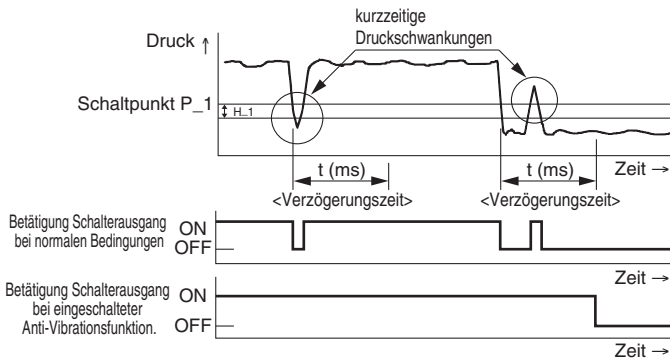 kurzzeitige
Druckschwankungen
Druck ↑
Schaltpunkt P_1
H_1
t (ms)
t (ms)
Zeit →
<Verzögerungszeit>
<Verzögerungszeit>
Betätigung Schalterausgang
bei normalen Bedingungen
ON
OFF
Zeit →
Betätigung Schalterausgang
bei eingeschalteter
Anti-Vibrationsfunktion.
ON
OFF
Zeit →